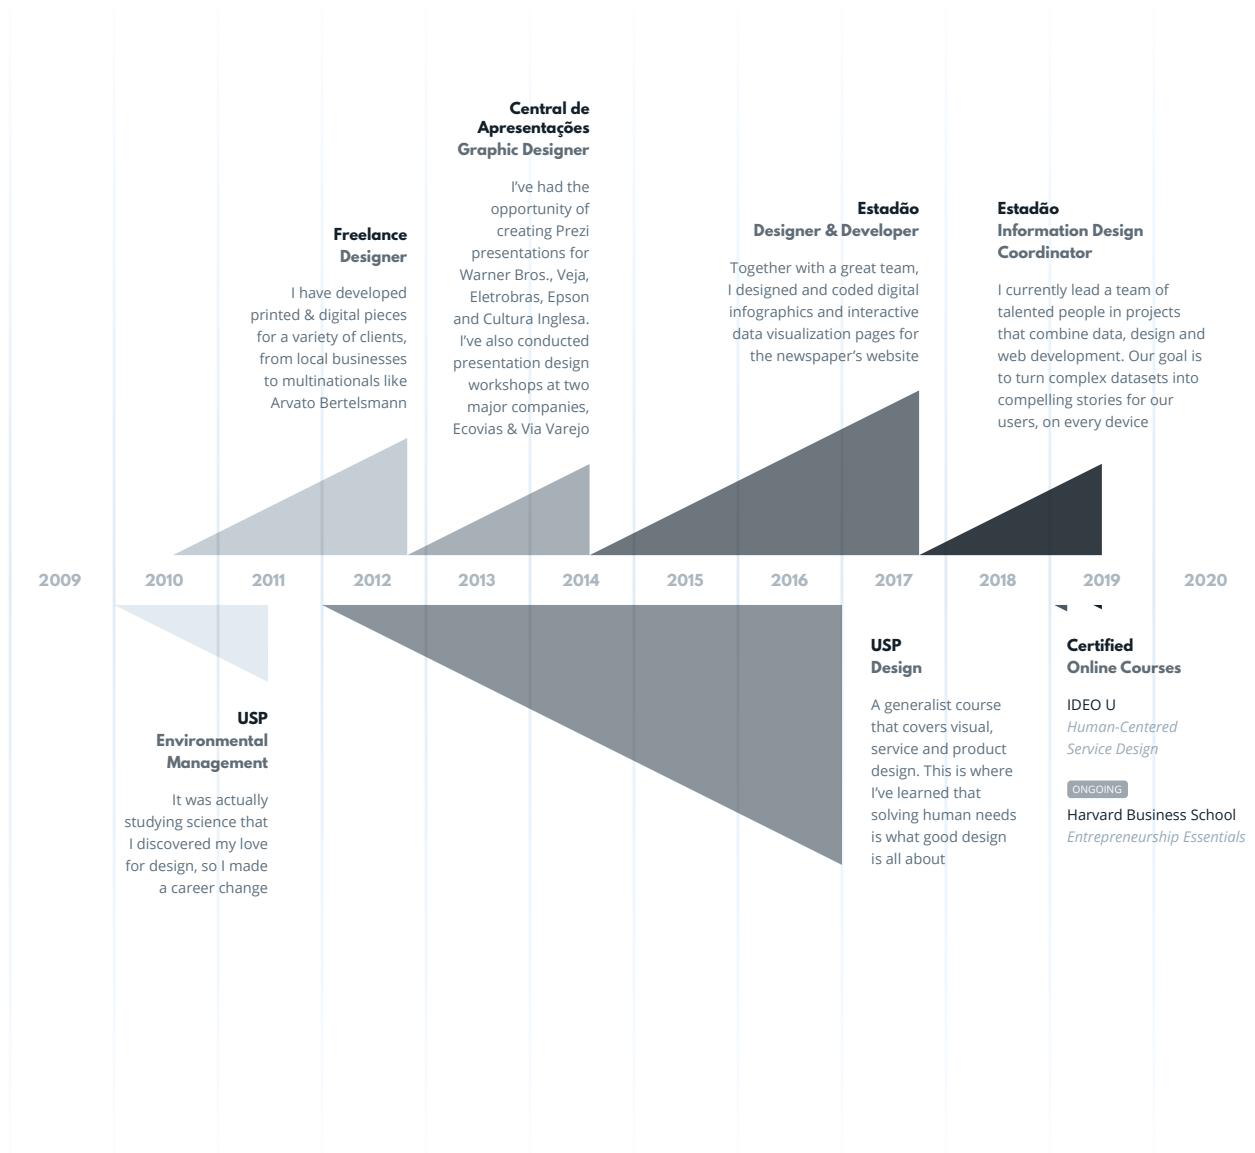 Central de
Apresentações
Graphic Designer
I’ve had the
opportunity of
creating Prezi
presentations for
Warner Bros., Veja,
Eletrobras, Epson
and Cultura Inglesa.
I’ve also conducted
presentation design
workshops at two
major companies,
Ecovias & Via Varejo
Freelance
Designer
I have developed
printed & digital pieces
for a variety of clients,
from local businesses
to multinationals like
Arvato Bertelsmann
Estadão
Designer & Developer
Together with a great team,
I designed and coded digital
infographics and interactive
data visualization pages for
the newspaper’s website
Estadão
Information Design
Coordinator
I currently lead a team of
talented people in projects
that combine data, design and
web development. Our goal is
to turn complex datasets into
compelling stories for our
users, on every device
2009 2010 2011 2012 2013 2014 2015 2016 2017 2018 2019 2020
USP
Environmental
Management
It was actually
studying science that
I discovered my love
for design, so I made
a career change
USP
Design
A generalist course
that covers visual,
service and product
design. This is where
I’ve learned that
solving human needs
is what good design
is all about
Certified
Online Courses
IDEO U
Human-Centered
Service Design
ONGOING
Harvard Business School
Entrepreneurship Essentials